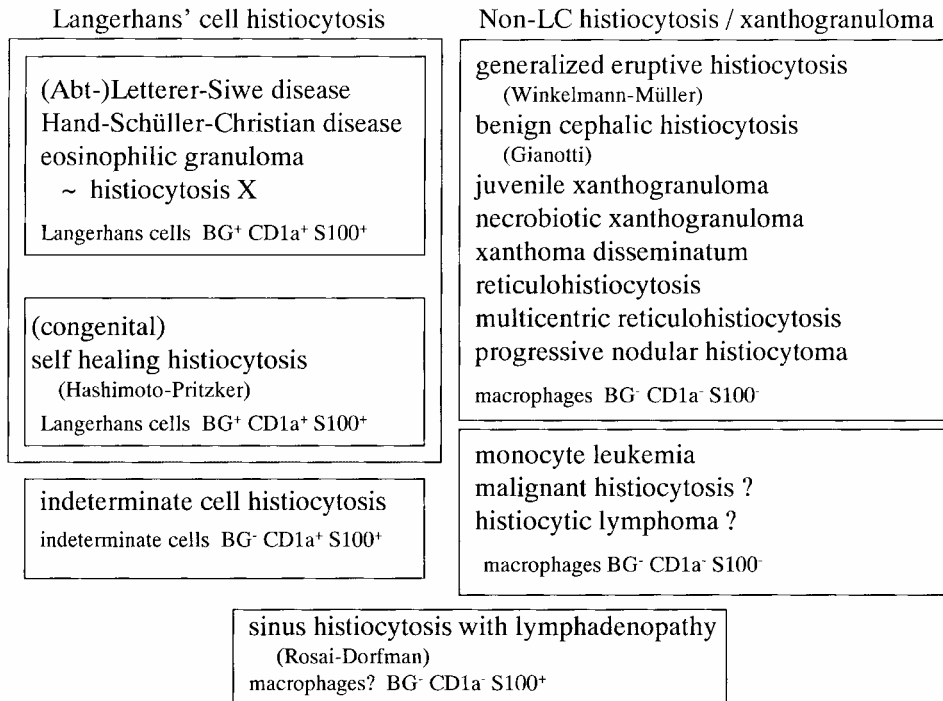 Langerhans' cell histiocytosis
(Abt-)Letterer-Siwe disease
Hand-Schüller-Christian disease
eosinophilic granuloma
~ histiocytosis X
Langerhans cells BG⁺ CD1a⁺ S100⁺
(congenital)
self healing histiocytosis
(Hashimoto-Pritzker)
Langerhans cells BG⁺ CD1a⁺ S100⁺
indeterminate cell histiocytosis
indeterminate cells BG⁻ CD1a⁺ S100⁺
Non-LC histiocytosis / xanthogranuloma
generalized eruptive histiocytosis
(Winkelmann-Müller)
benign cephalic histiocytosis
(Gianotti)
juvenile xanthogranuloma
necrobiotic xanthogranuloma
xanthoma disseminatum
reticulohistiocytosis
multicentric reticulohistiocytosis
progressive nodular histiocytoma
macrophages BG⁻ CD1a⁻ S100⁻
monocyte leukemia
malignant histiocytosis ?
histiocytic lymphoma ?
macrophages BG⁻ CD1a⁻ S100⁻
sinus histiocytosis with lymphadenopathy
(Rosai-Dorfman)
macrophages? BG⁻ CD1a⁻ S100⁺